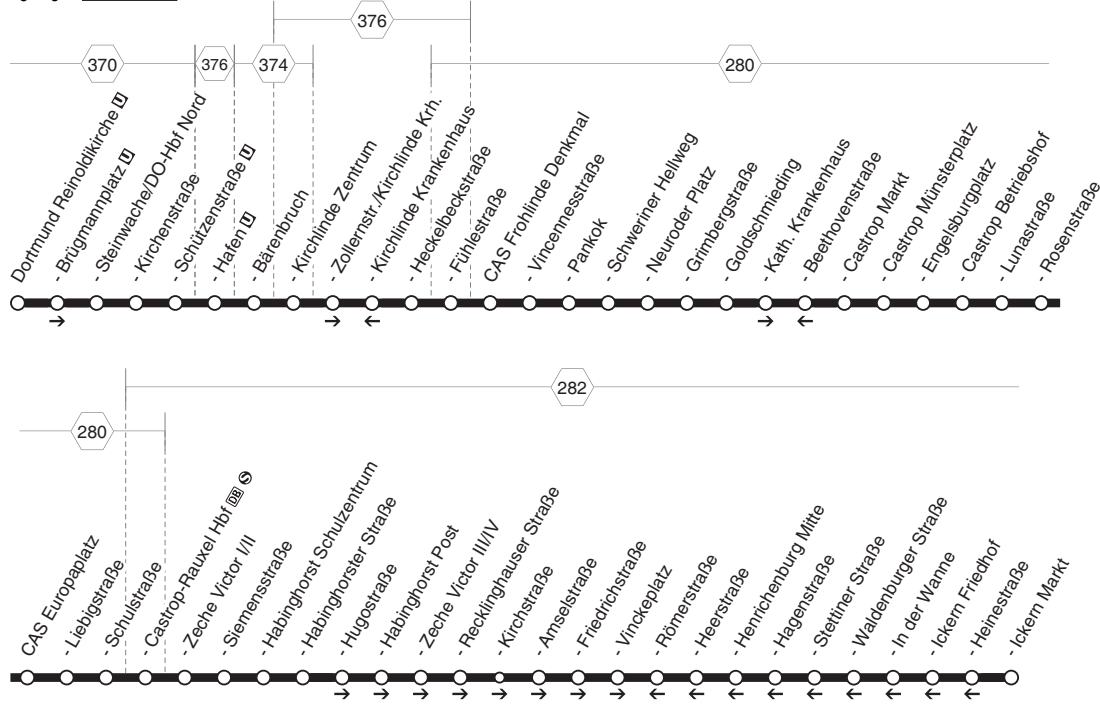 376
370
376
374
280
Dortmund Reinoldikirche U
- Brügmannplatz U
- Steinwache/DO-Hbf Nord
- Kirchenstraße
- Schützenstraße U
- Hafen U
- Bärenbruch
- Kirchlinde Zentrum
- Zollernstr./Kirchlinde Krh.
- Kirchlinde Krankenhaus
- Heckelbeckstraße
- Fühlestraße
CAS Frohlinde Denkmal
- Vincennesstraße
- Pankok
- Schweriner Hellweg
- Neuroder Platz
- Grimbergstraße
- Goldschmieding
- Kath. Krankenhaus
- Beethovenstraße
- Castrop Markt
- Castrop Münsterplatz
- Engelsburgplatz
- Castrop Betriebshof
- Lunastraße
- Rosenstraße
282
280
CAS Europaplatz
- Liebigstraße
- Schulstraße
- Castrop-Rauxel Hbf DB S
- Zeche Victor I/II
- Siemensstraße
- Habinghorst Schulzentrum
- Habinghorster Straße
- Hugostraße
- Habinghorst Post
- Zeche Victor III/IV
- Recklinghauser Straße
- Kirchstraße
- Amselstraße
- Friedrichstraße
- Vinckeplatz
- Römerstraße
- Heerstraße
- Henrichenburg Mitte
- Hagenstraße
- Stettiner Straße
- Waldenburger Straße
- In der Wanne
- Ickern Friedhof
- Heinestraße
- Ickern Markt